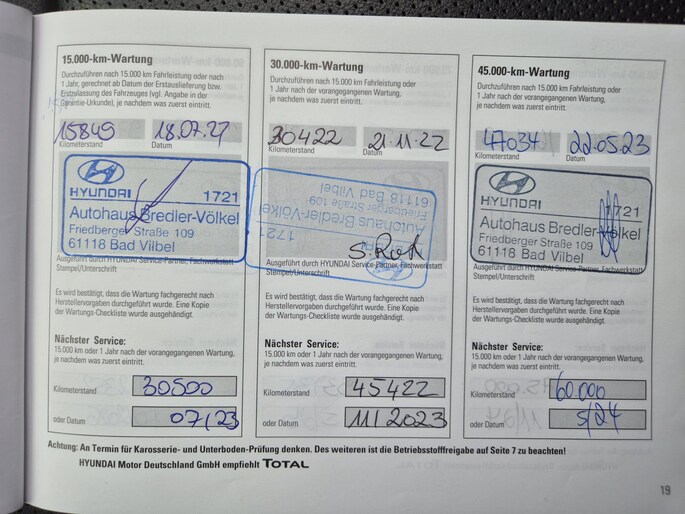 15.000-km-Wartung
Durchzuführen nach 15.000 km Fahrleistung oder nach
1 Jahr, gerechnet ab Datum der Erstauslieferung bzw.
Erstzulassung des Fahrzeuges (vgl. Angabe in der
Garantie-Urkunde), je nachdem was zuerst eintritt.
15849 18.07.22
Kilometerstand Datum
HYUNDAI 1721
Autohaus Bredler-Völkel
Friedberger Straße 109
61118 Bad Vilbel
Ausgeführt durch HYUNDAI Service-Partner, Fachwerkstatt
Stempel/Unterschrift
Es wird bestätigt, dass die Wartung fachgerecht nach
Herstellervorgaben durchgeführt wurde. Eine Kopie
der Wartungs-Checkliste wurde ausgehändigt.
Nächster Service:
15.000 km oder 1 Jahr nach der vorangegangenen Wartung,
je nachdem was zuerst eintritt.
Kilometerstand 30500
oder Datum 07/23
30.000-km-Wartung
Durchzuführen nach 15.000 km Fahrleistung oder
1 Jahr nach der vorangegangenen Wartung,
je nachdem was zuerst eintritt.
30422 21.11.22
Kilometerstand Datum
1721
Autohaus Bredler-Völkel
Friedberger Straße 109
61118 Bad Vilbel
Ausgeführt durch HYUNDAI Service-Partner, Fachwerkstatt
Stempel/Unterschrift
Es wird bestätigt, dass die Wartung fachgerecht nach
Herstellervorgaben durchgeführt wurde. Eine Kopie
der Wartungs-Checkliste wurde ausgehändigt.
Nächster Service:
15.000 km oder 1 Jahr nach der vorangegangenen Wartung,
je nachdem was zuerst eintritt.
Kilometerstand 45422
oder Datum 11/2023
45.000-km-Wartung
Durchzuführen nach 15.000 km Fahrleistung oder
1 Jahr nach der vorangegangenen Wartung,
je nachdem was zuerst eintritt.
47034 22.05.23
Kilometerstand Datum
HYUNDAI 1721
Autohaus Bredler-Völkel
Friedberger Straße 109
61118 Bad Vilbel
Ausgeführt durch HYUNDAI Service-Partner, Fachwerkstatt
Stempel/Unterschrift
Es wird bestätigt, dass die Wartung fachgerecht nach
Herstellervorgaben durchgeführt wurde. Eine Kopie
der Wartungs-Checkliste wurde ausgehändigt.
Nächster Service:
15.000 km oder 1 Jahr nach der vorangegangenen Wartung,
je nachdem was zuerst eintritt.
Kilometerstand 60000
oder Datum 5/24
Achtung: An Termin für Karosserie- und Unterboden-Prüfung denken. Des weiteren ist die Betriebsstofffreigabe auf Seite 7 zu beachten!
HYUNDAI Motor Deutschland GmbH empfiehlt TOTAL
19